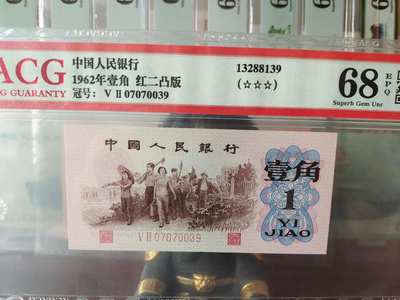 ACG
G GUARANTY
中国人民银行
1962年壹角 红二凸版
冠号: V II 07070039
13288139
(☆☆☆)
68
EPQ
Superb Gem Unc
中國人民銀行
壹角
1
YI
JIAO
V II 07070039